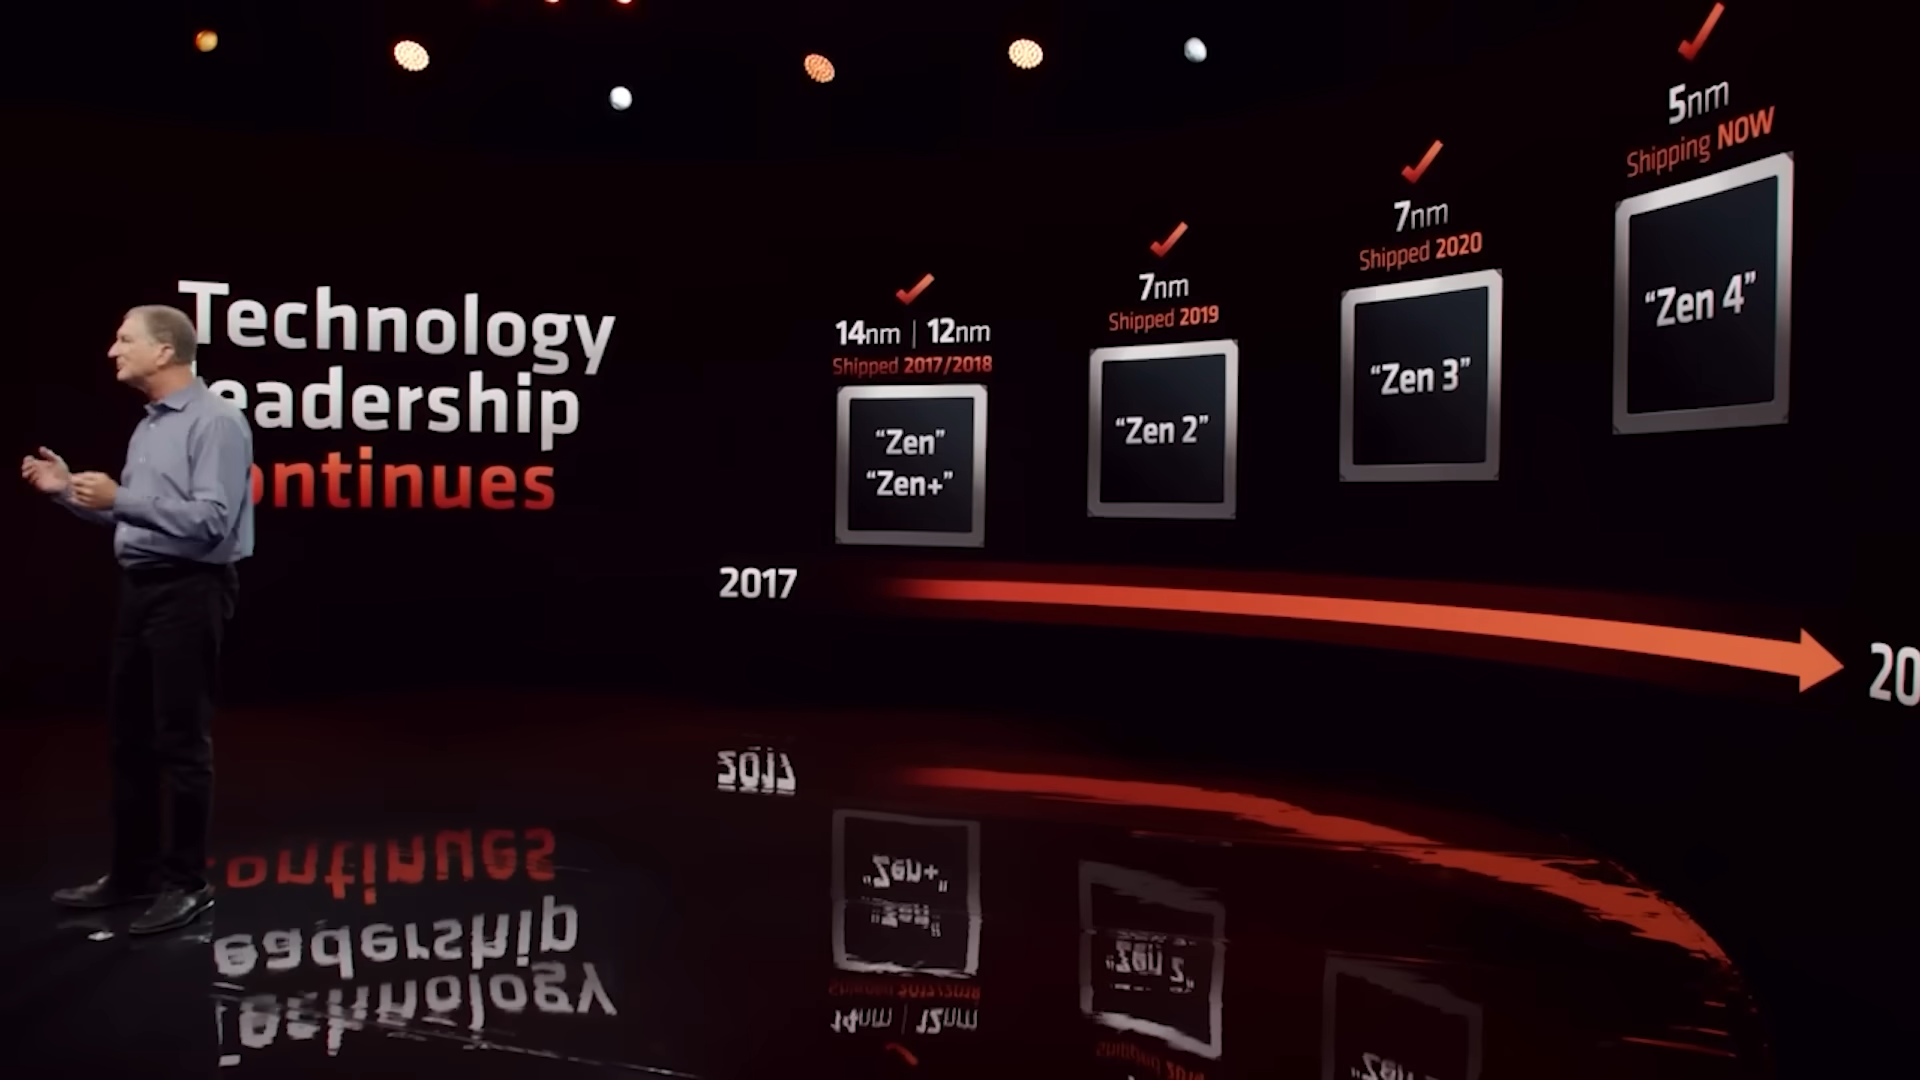 Technology
eadership
ontinues
14nm | 12nm
Shipped 2017/2018
"Zen"
"Zen+"
7nm
Shipped 2019
"Zen 2"
7nm
Shipped 2020
"Zen 3"
5nm
Shipping NOW
"Zen 4"
2017
20